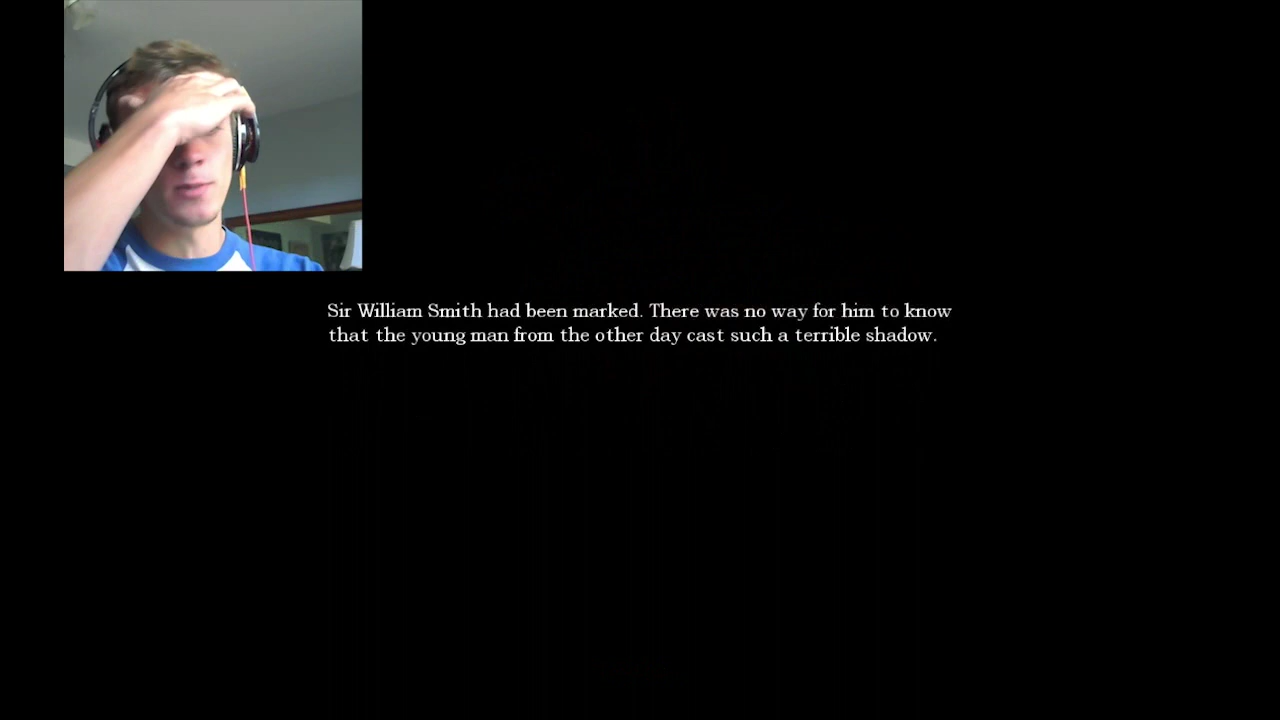 Sir William Smith had been marked. There was no way for him to know
that the young man from the other day cast such a terrible shadow.